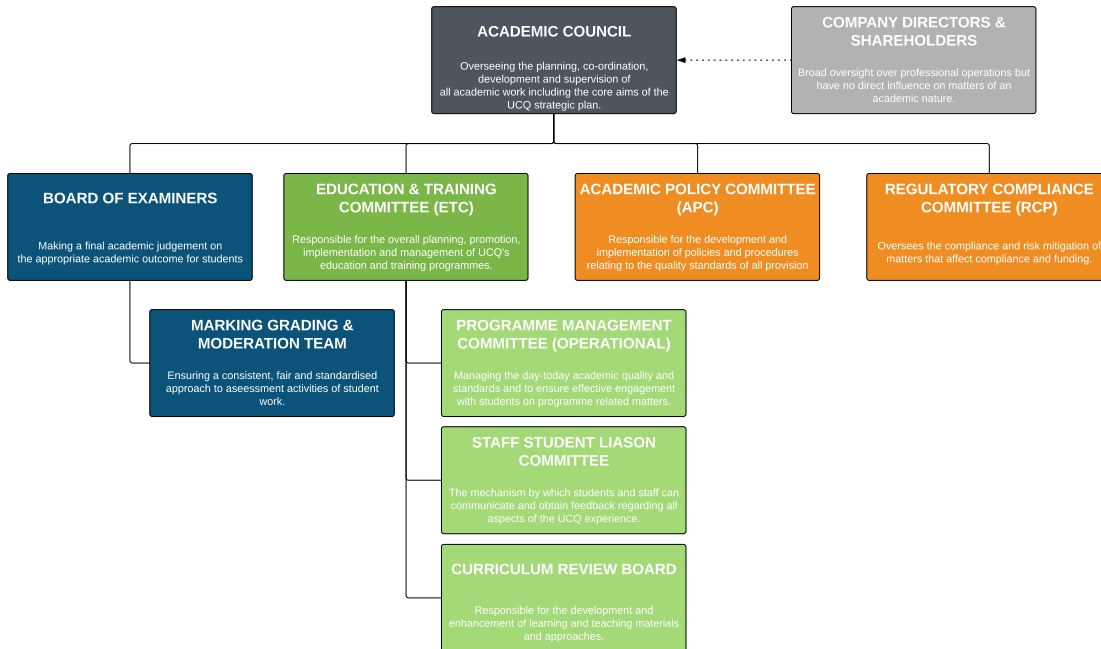 ACADEMIC COUNCIL
Overseeing the planning, co-ordination,
development and supervision of
all academic work including the core aims of the
UCQ strategic plan.
COMPANY DIRECTORS &
SHAREHOLDERS
Broad oversight over professional operations but
have no direct influence on matters of an
academic nature.
BOARD OF EXAMINERS
Making a final academic judgement on
the appropriate academic outcome for students
EDUCATION & TRAINING
COMMITTEE (ETC)
Responsible for the overall planning, promotion,
implementation and management of UCQ's
education and training programmes.
ACADEMIC POLICY COMMITTEE
(APC)
Responsible for the development and
implementation of policies and procedures
relating to the quality standards of all provision
REGULATORY COMPLIANCE
COMMITTEE (RCP)
Oversees the compliance and risk mitigation of
matters that affect compliance and funding.
MARKING GRADING &
MODERATION TEAM
Ensuring a consistent, fair and standardised
approach to aseessment activities of student
work.
PROGRAMME MANAGEMENT
COMMITTEE (OPERATIONAL)
Managing the day-today academic quality and
standards and to ensure effective engagement
with students on programme related matters.
STAFF STUDENT LIASON
COMMITTEE
The mechanism by which students and staff can
communicate and obtain feedback regarding all
aspects of the UCQ experience.
CURRICULUM REVIEW BOARD
Responsible for the development and
enhancement of learning and teaching materials
and approaches.